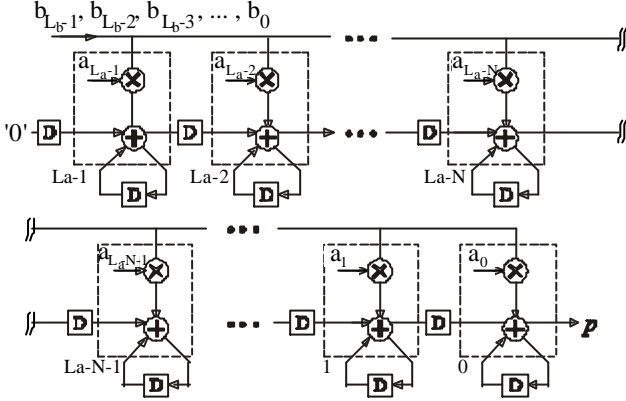 b_{L_b-1}, b_{L_b-2}, b_{L_b-3}, ... , b_0
a_{L_a-1} a_{L_a-2} a_{L_a-N}
'0' D D D
La-1 D La-2 D La-N D
a_{L_aN-1} a_1 a_0
D D D p
La-N-1 D 1 D 0 D